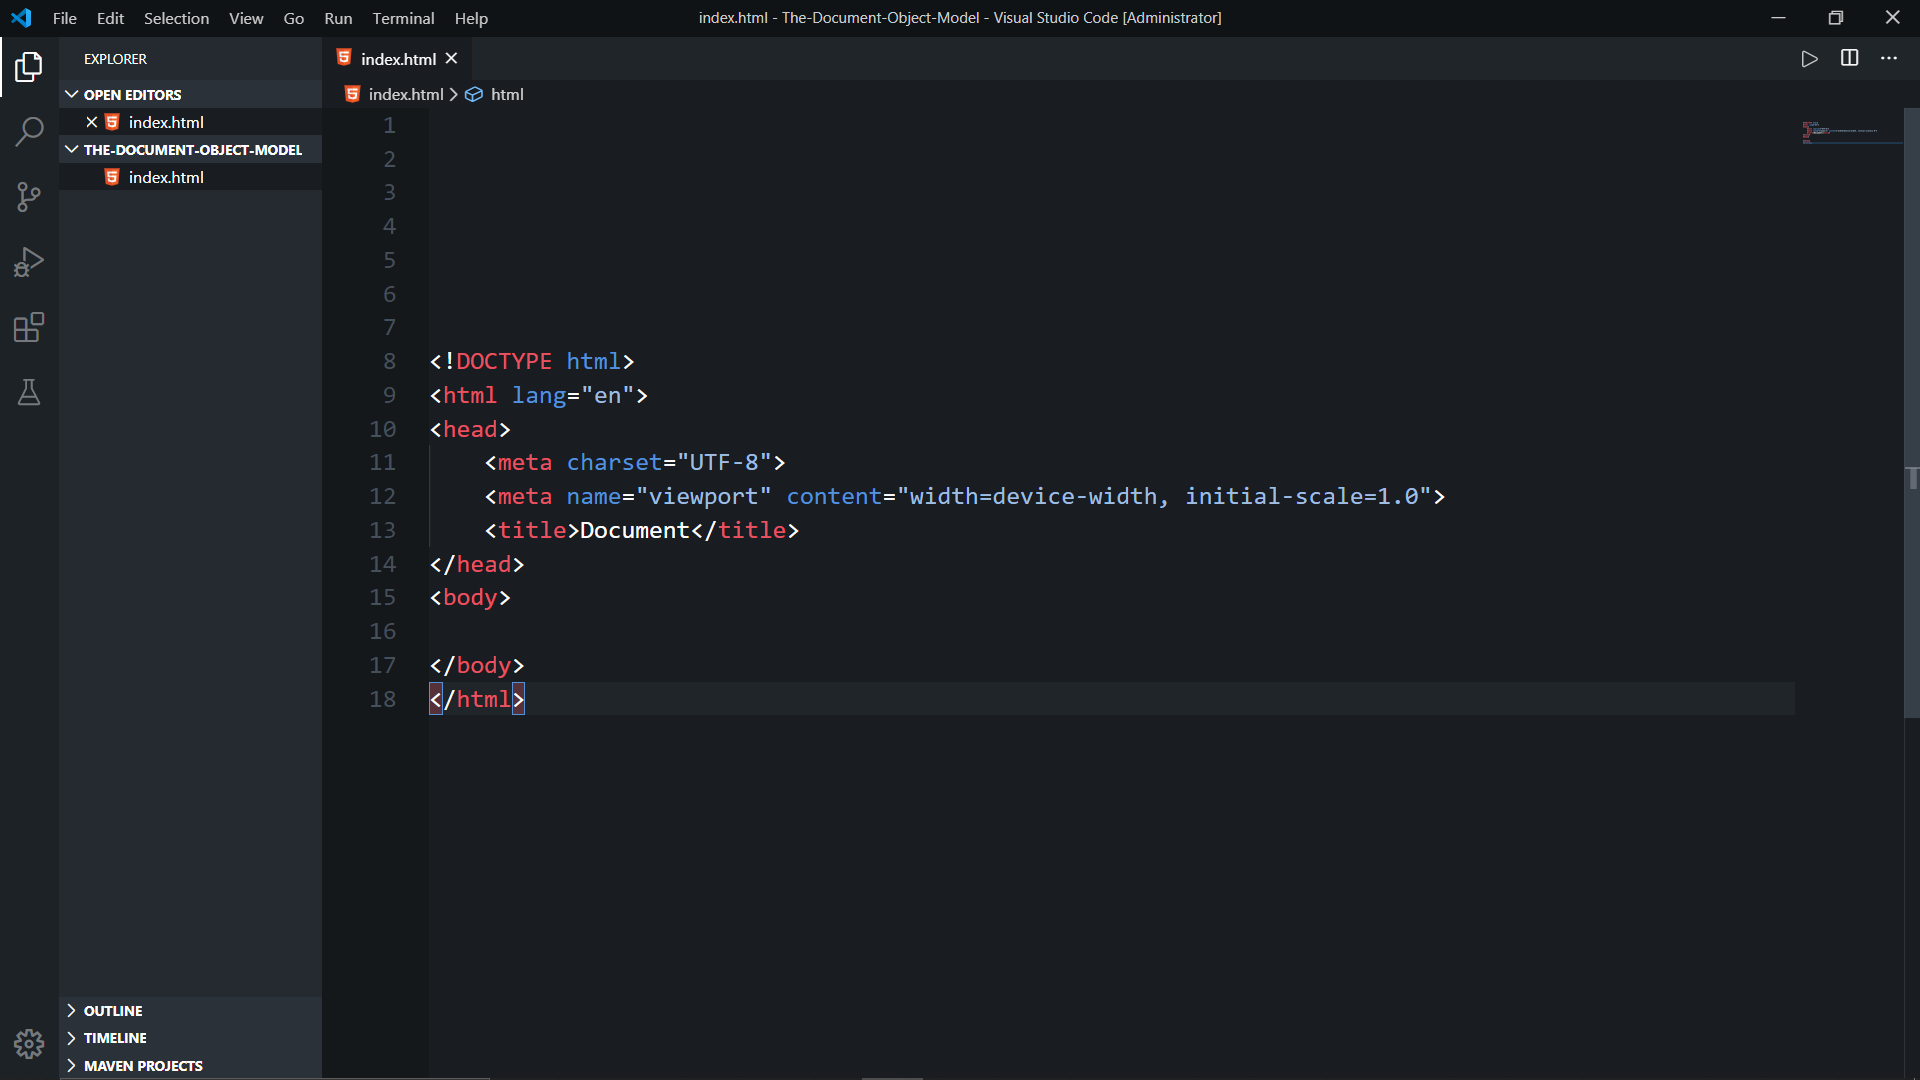 File Edit Selection View Go Run Terminal Help
index.html - The-Document-Object-Model - Visual Studio Code [Administrator]
EXPLORER
OPEN EDITORS
index.html
THE-DOCUMENT-OBJECT-MODEL
index.html
OUTLINE
TIMELINE
MAVEN PROJECTS
index.html
index.html > html
1
2
3
4
5
6
7
8 <!DOCTYPE html>
9 <html lang="en">
10 <head>
11     <meta charset="UTF-8">
12     <meta name="viewport" content="width=device-width, initial-scale=1.0">
13     <title>Document</title>
14 </head>
15 <body>
16
17 </body>
18 </html>